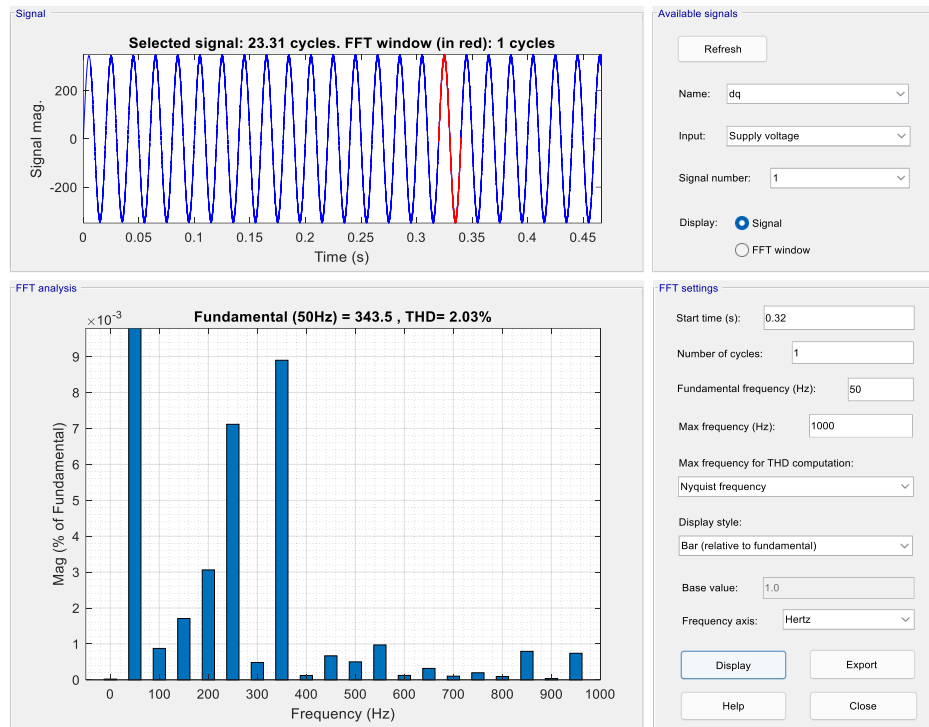 Signal
Selected signal: 23.31 cycles. FFT window (in red): 1 cycles
200
0
-200
Signal mag.
0 0.05 0.1 0.15 0.2 0.25 0.3 0.35 0.4 0.45
Time (s)
Available signals
Refresh
Name: dq
Input: Supply voltage
Signal number: 1
Display: Signal
FFT window
FFT analysis
×10-3
Fundamental (50Hz) = 343.5 , THD= 2.03%
9
8
7
6
5
4
3
2
1
0
Mag (% of Fundamental)
0 100 200 300 400 500 600 700 800 900 1000
Frequency (Hz)
FFT settings
Start time (s): 0.32
Number of cycles: 1
Fundamental frequency (Hz): 50
Max frequency (Hz): 1000
Max frequency for THD computation:
Nyquist frequency
Display style:
Bar (relative to fundamental)
Base value: 1.0
Frequency axis: Hertz
Display Export
Help Close